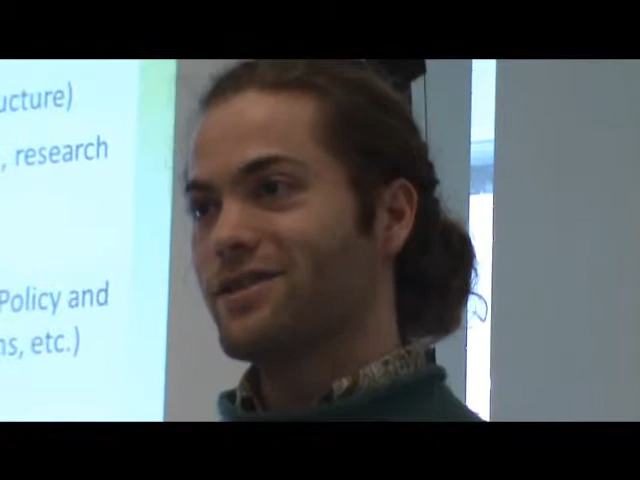 ucture)
, research
Policy and
ns, etc.)